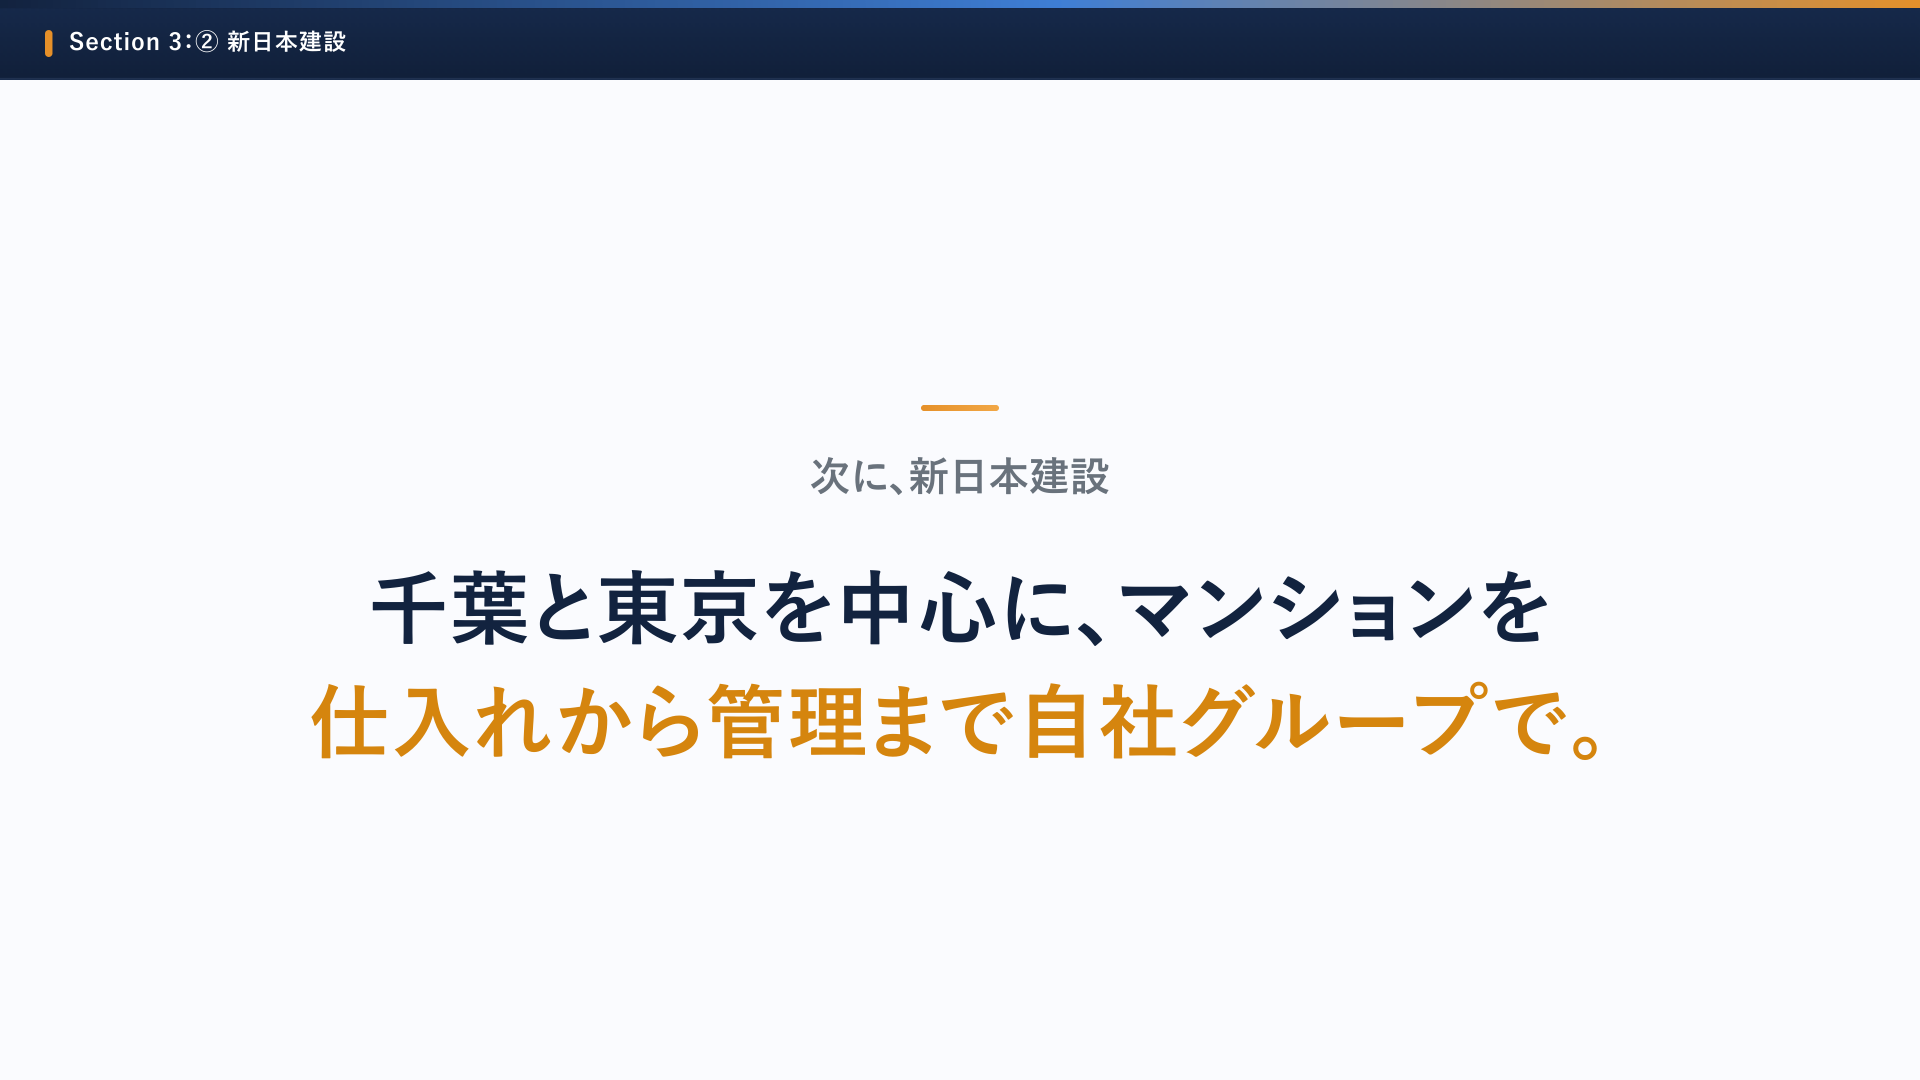 Section 3：② 新日本建設
次に、新日本建設
千葉と東京を中心に、マンションを
仕入れから管理まで自社グループで。